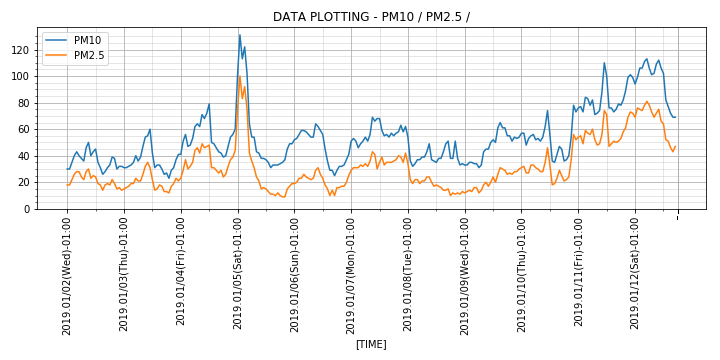 DATA PLOTTING - PM10 / PM2.5 /
PM10
PM2.5
120
100
80
60
40
20
0
2019.01/02(Wed)-01:00
2019.01/03(Thu)-01:00
2019.01/04(Fri)-01:00
2019.01/05(Sat)-01:00
2019.01/06(Sun)-01:00
2019.01/07(Mon)-01:00
2019.01/08(Tue)-01:00
2019.01/09(Wed)-01:00
2019.01/10(Thu)-01:00
2019.01/11(Fri)-01:00
2019.01/12(Sat)-01:00
-
[TIME]